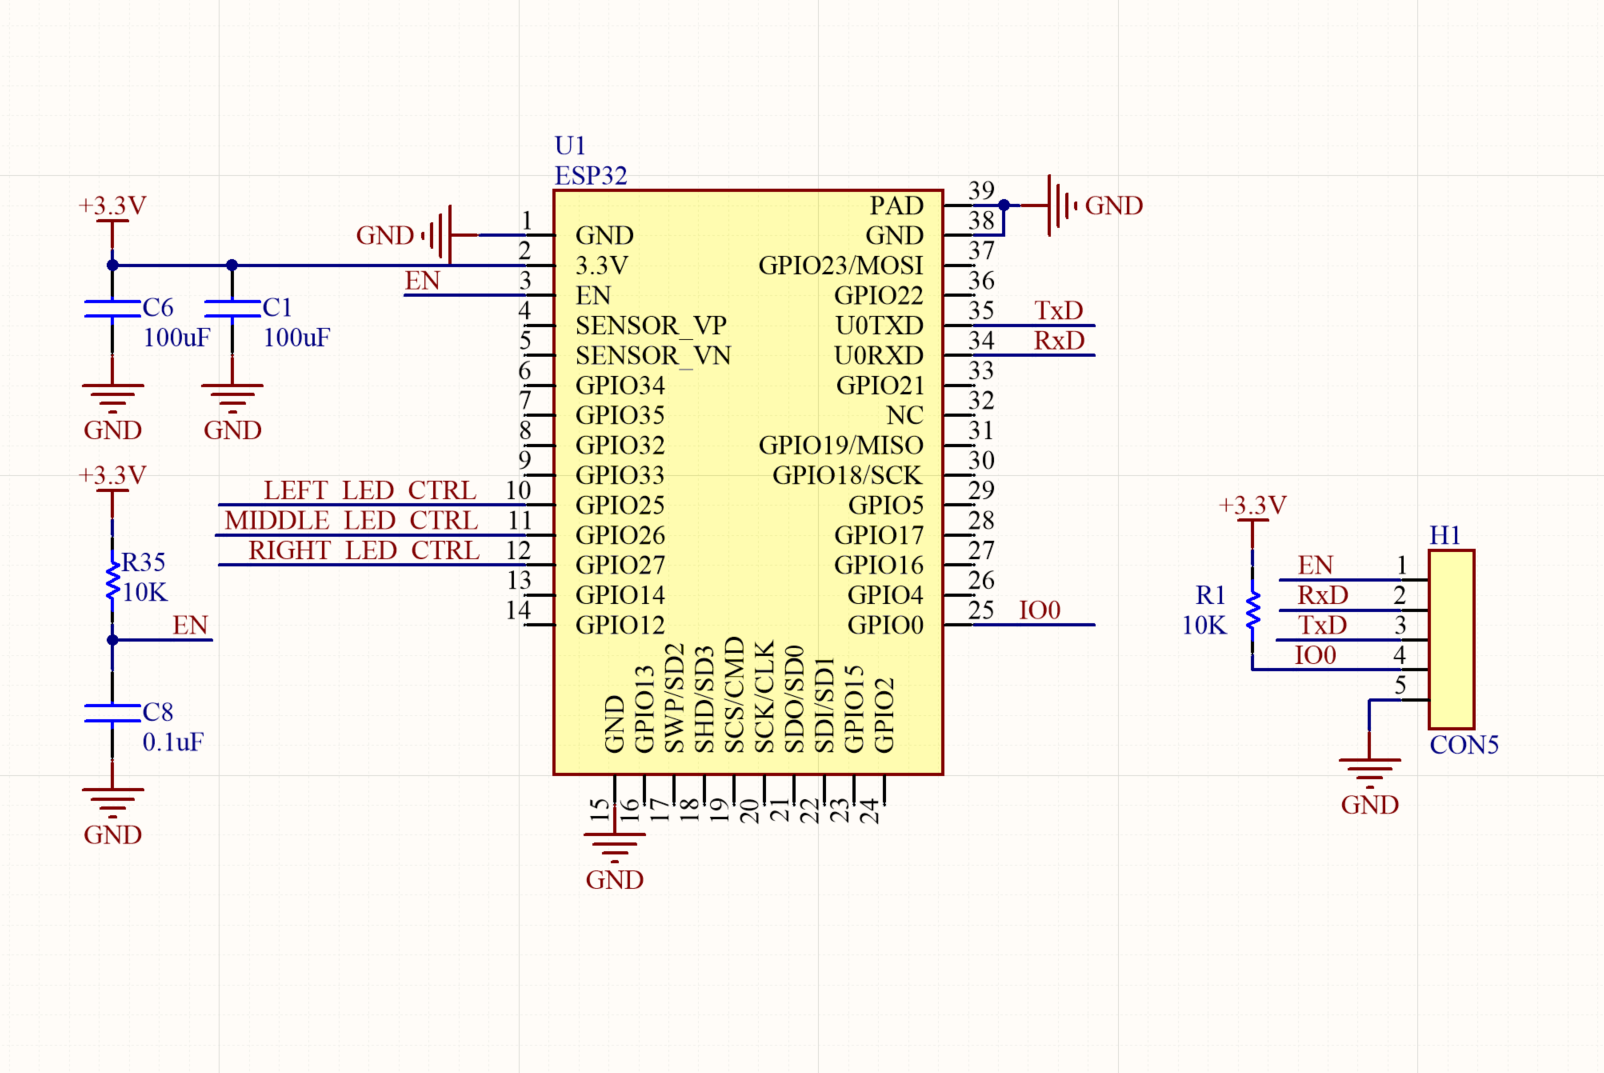 U1
ESP32
+3.3V
C6
100uF
GND
C1
100uF
GND
GND
EN
+3.3V
R35
10K
EN
C8
0.1uF
GND
LEFT_LED_CTRL
MIDDLE_LED_CTRL
RIGHT_LED_CTRL
1 GND
2 3.3V
3 EN
4 SENSOR_VP
5 SENSOR_VN
6 GPIO34
7 GPIO35
8 GPIO32
9 GPIO33
10 GPIO25
11 GPIO26
12 GPIO27
13 GPIO14
14 GPIO12
GND 15
GPIO13 16
SWP/SD2 17
SHD/SD3 18
SCS/CMD 19
SCK/CLK 20
SDO/SD0 21
SDI/SD1 22
GPIO15 23
GPIO2 24
GND
PAD 39
GND 38
GPIO23/MOSI 37
GPIO22 36
U0TXD 35
U0RXD 34
GPIO21 33
NC 32
GPIO19/MISO 31
GPIO18/SCK 30
GPIO5 29
GPIO17 28
GPIO16 27
GPIO4 26
GPIO0 25
GND
TxD
RxD
IO0
+3.3V
R1
10K
H1
EN 1
RxD 2
TxD 3
IO0 4
5
CON5
GND